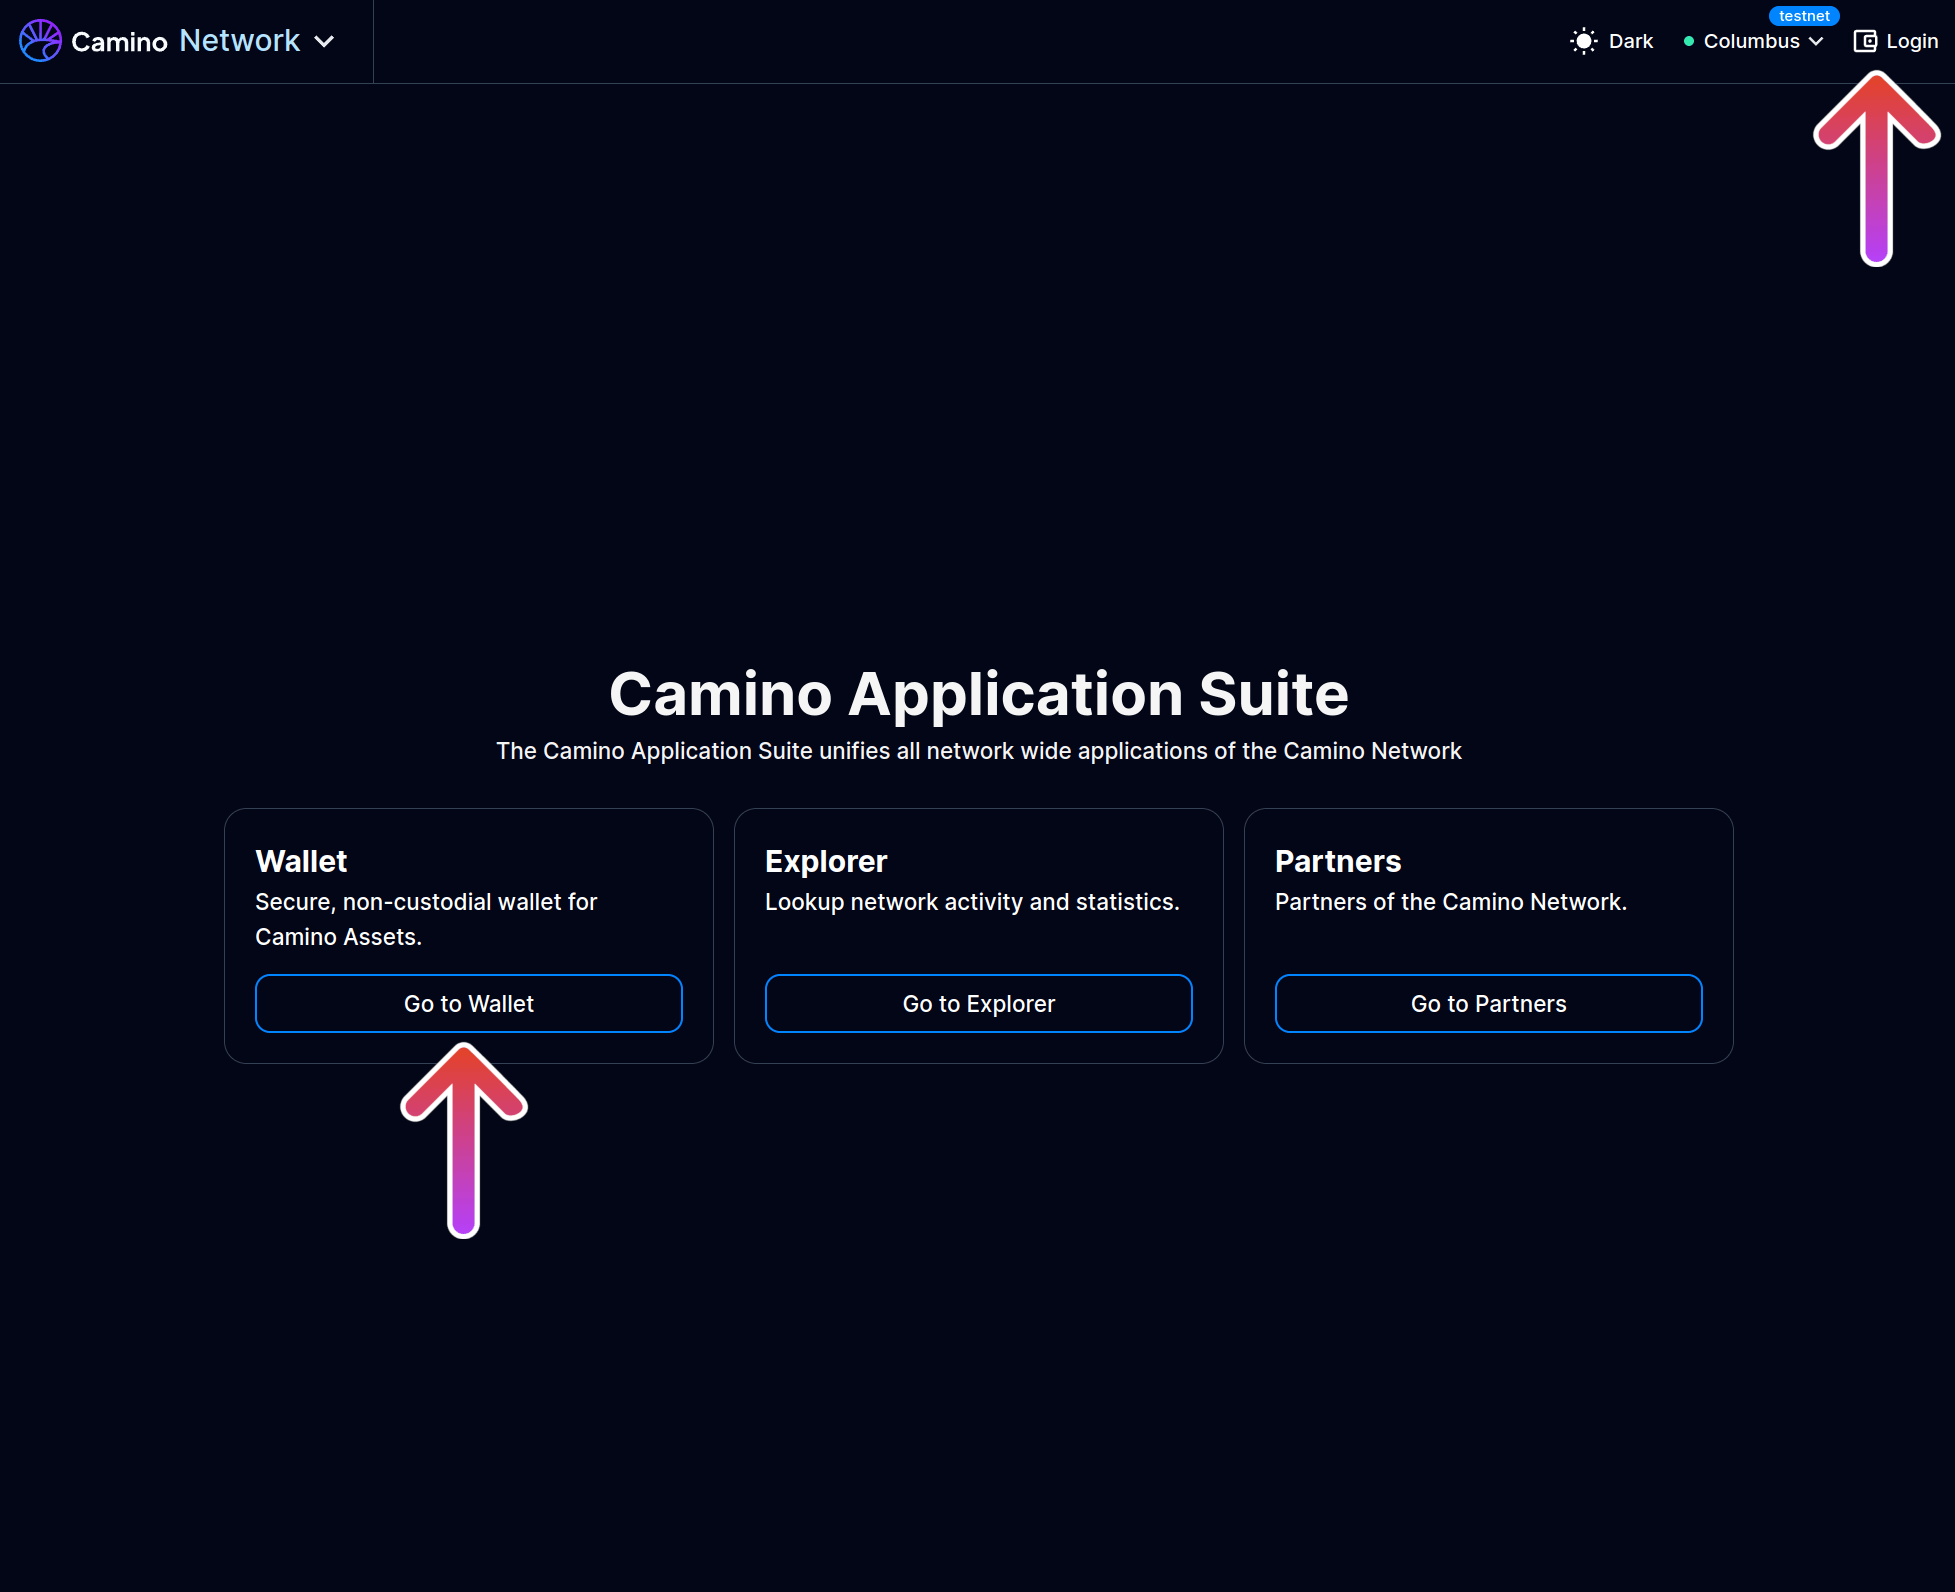 Camino Network
Dark
testnet
Columbus
Login
Camino Application Suite
The Camino Application Suite unifies all network wide applications of the Camino Network
Wallet
Secure, non-custodial wallet for
Camino Assets.
Go to Wallet
Explorer
Lookup network activity and statistics.
Go to Explorer
Partners
Partners of the Camino Network.
Go to Partners